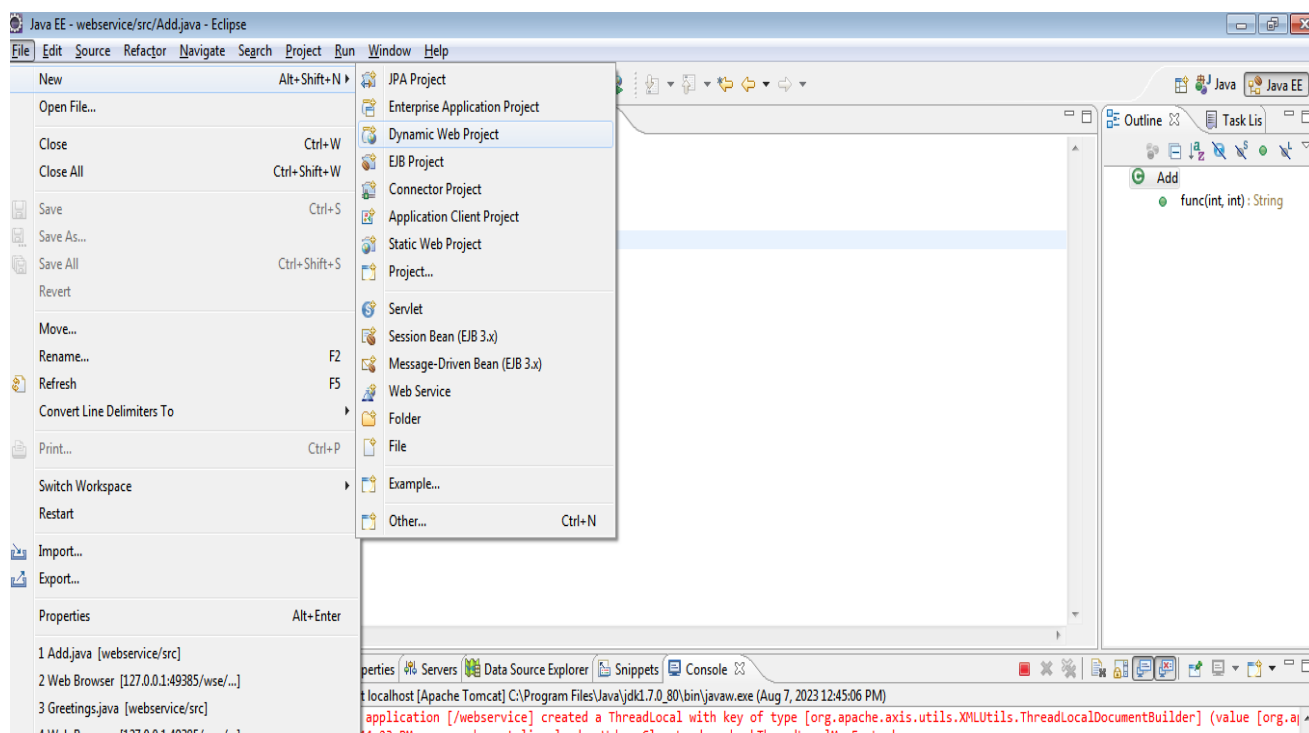 Java EE - webservice/src/Add.java - Eclipse
File Edit Source Refactor Navigate Search Project Run Window Help
New Alt+Shift+N
Open File...
Close Ctrl+W
Close All Ctrl+Shift+W
Save Ctrl+S
Save As...
Save All Ctrl+Shift+S
Revert
Move...
Rename... F2
Refresh F5
Convert Line Delimiters To
Print... Ctrl+P
Switch Workspace
Restart
Import...
Export...
Properties Alt+Enter
1 Add.java [webservice/src]
2 Web Browser [127.0.0.1:49385/wse/...]
3 Greetings.java [webservice/src]
JPA Project
Enterprise Application Project
Dynamic Web Project
EJB Project
Connector Project
Application Client Project
Static Web Project
Project...
Servlet
Session Bean (EJB 3.x)
Message-Driven Bean (EJB 3.x)
Web Service
Folder
File
Example...
Other... Ctrl+N
Java Java EE
Outline Task Lis
Add
func(int, int) : String
perties Servers Data Source Explorer Snippets Console
t localhost [Apache Tomcat] C:\Program Files\Java\jdk1.7.0_80\bin\javaw.exe (Aug 7, 2023 12:45:06 PM)
application [/webservice] created a ThreadLocal with key of type [org.apache.axis.utils.XMLUtils.ThreadLocalDocumentBuilder] (value [org.a